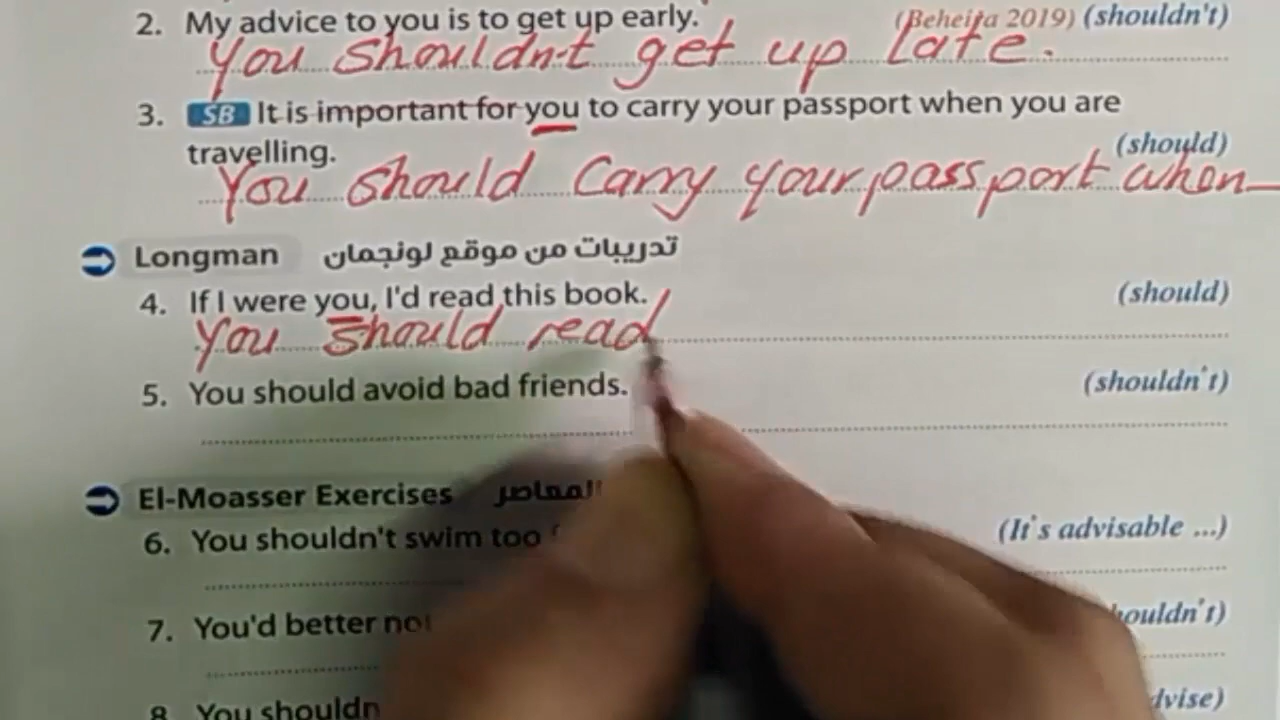 2. My advice to you is to get up early. (Beheira 2019) (shouldn't)
You shouldn't get up late.
3. SB It is important for you to carry your passport when you are
travelling. (should)
You should carry your passport when
Longman تدريبات من موقع لونجمان
4. If I were you, I'd read this book. (should)
You should read
5. You should avoid bad friends. (shouldn't)
El-Moasser Exercises المعاصر
6. You shouldn't swim too (It's advisable ...)
7. You'd better not
8. You shouldn